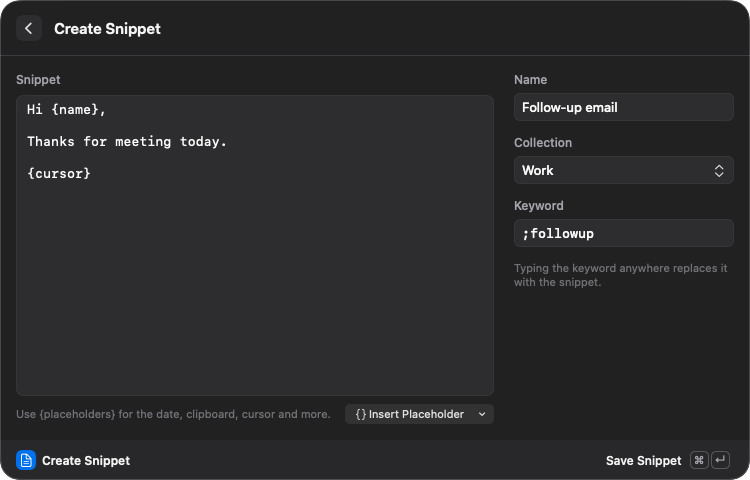 Create Snippet
Snippet
Hi {name},
Thanks for meeting today.
{cursor}
Use {placeholders} for the date, clipboard, cursor and more.
{} Insert Placeholder
Name
Follow-up email
Collection
Work
Keyword
;followup
Typing the keyword anywhere replaces it
with the snippet.
Create Snippet
Save Snippet ⌘ ↵